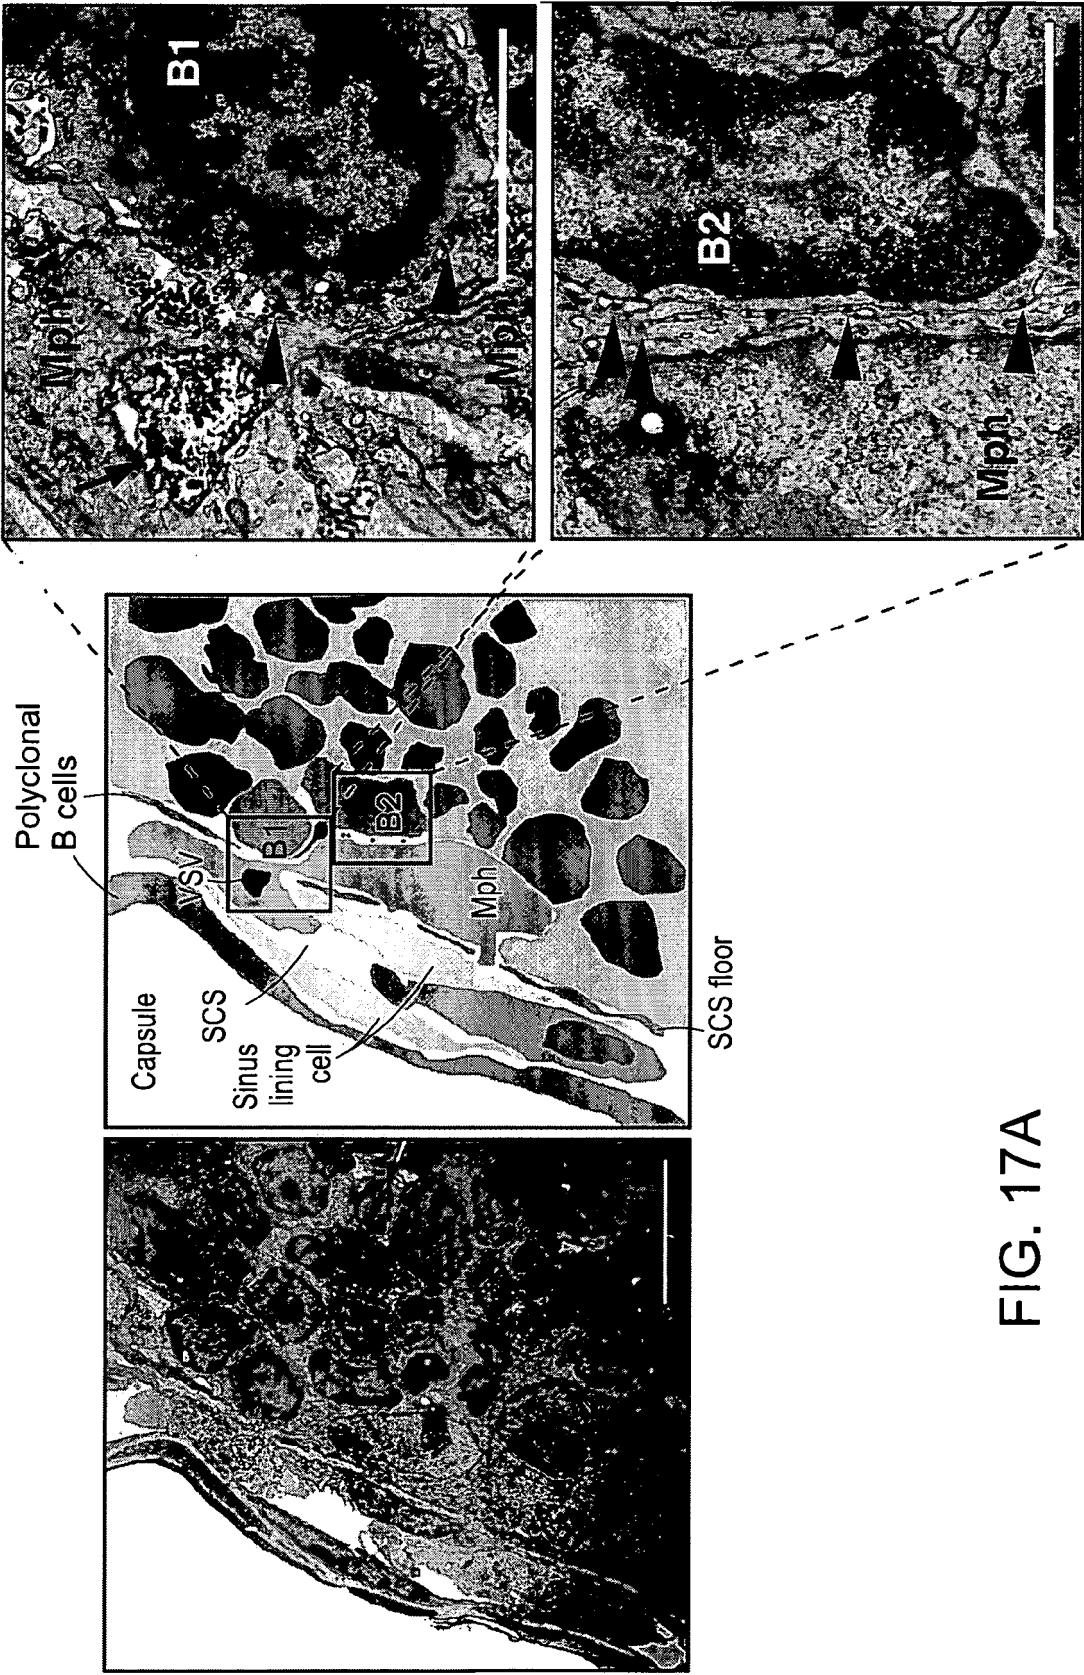 Polyclonal
B cells
VSV
Capsule
SCS
Sinus
lining
cell
B1
B2
Mph
SCS floor
Mph
B1
Mph
B2
Mph
FIG. 17A